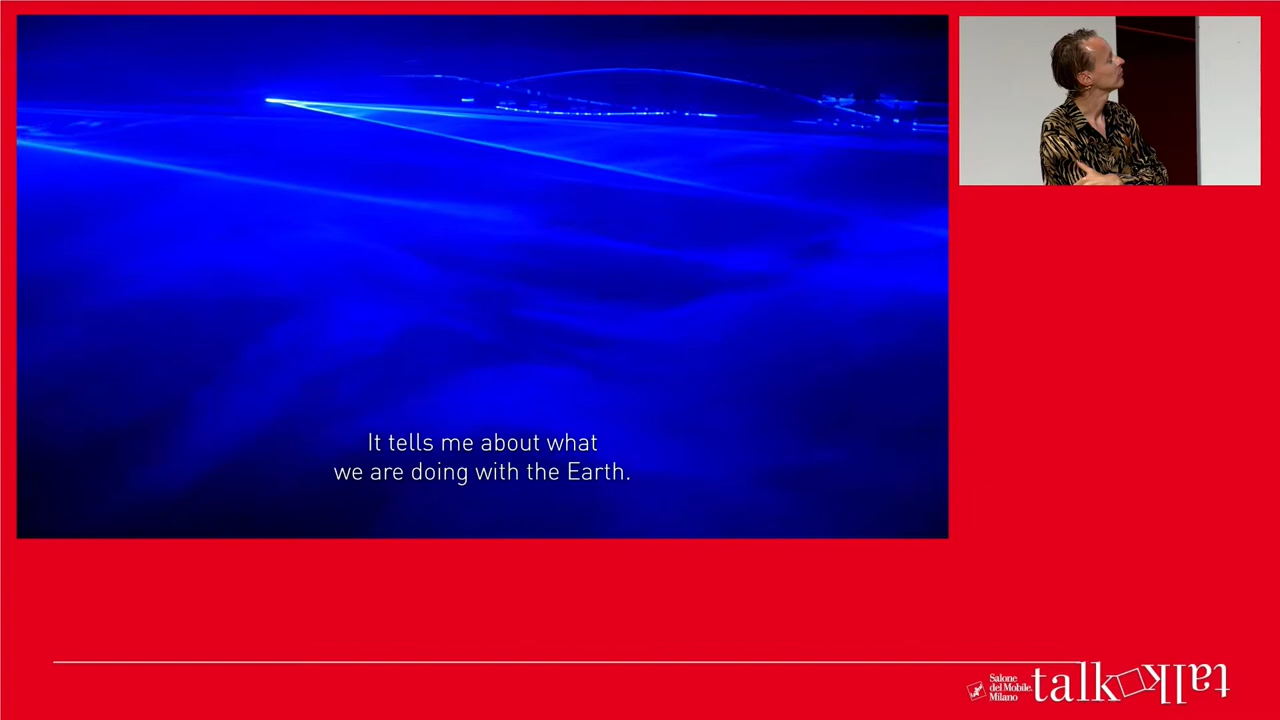 It tells me about what
we are doing with the Earth.
Salone
del Mobile.
Milano
talk
talk